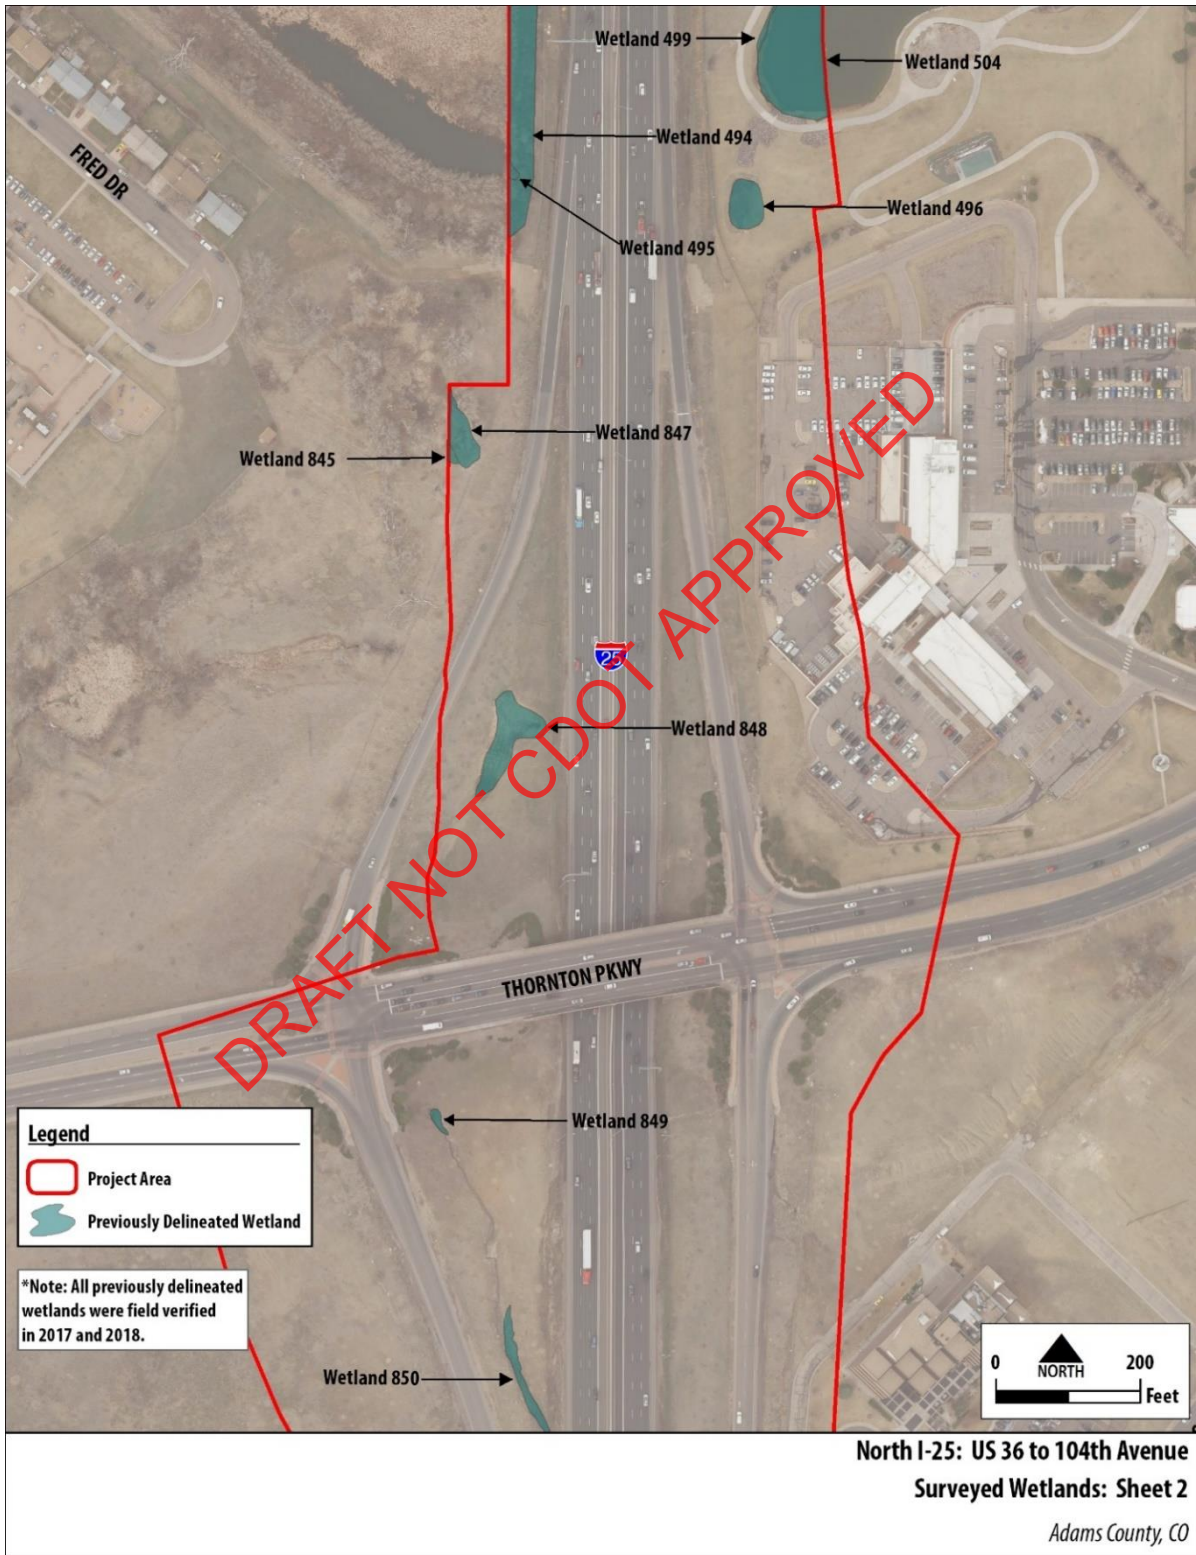 Wetland 499
Wetland 504
Wetland 494
FRED DR
Wetland 496
Wetland 495
Wetland 847
Wetland 845
25
Wetland 848
DRAFT NOT CDOT APPROVED
THORNTON PKWY
Wetland 849
Legend
Project Area
Previously Delineated Wetland
*Note: All previously delineated
wetlands were field verified
in 2017 and 2018.
Wetland 850
0 200
NORTH
Feet
North I-25: US 36 to 104th Avenue
Surveyed Wetlands: Sheet 2
Adams County, CO